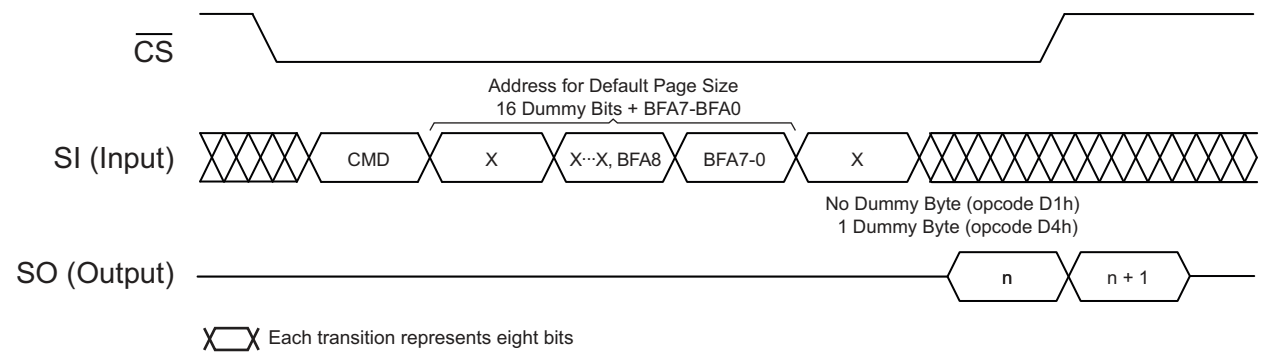 CS
Address for Default Page Size
16 Dummy Bits + BFA7-BFA0
SI (Input)
CMD
X
X···X, BFA8
BFA7-0
X
No Dummy Byte (opcode D1h)
1 Dummy Byte (opcode D4h)
SO (Output)
n
n + 1
Each transition represents eight bits